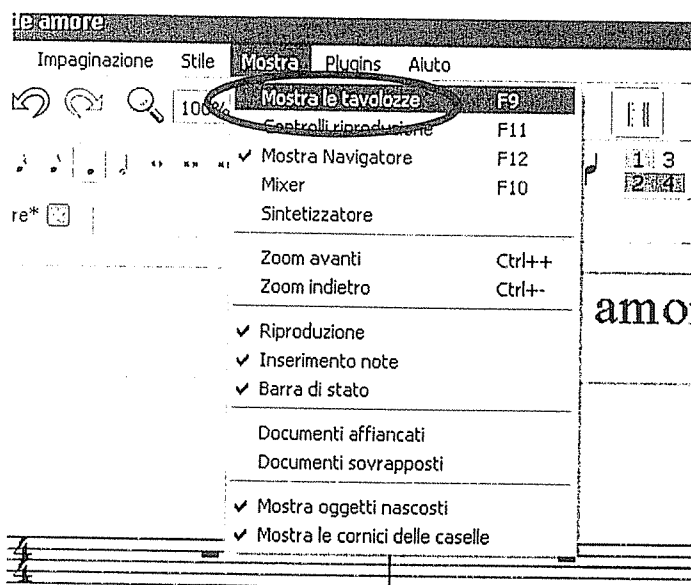 ie amore
Impaginazione Stile Mostra Plugins Aiuto
100%
Mostra le tavolozze F9
Controlli riproduzione F11
Mostra Navigatore F12
Mixer F10
Sintetizzatore
1 3
2 4
re*
Zoom avanti Ctrl++
Zoom indietro Ctrl+-
amo
Riproduzione
Inserimento note
Barra di stato
Documenti affiancati
Documenti sovrapposti
Mostra oggetti nascosti
Mostra le cornici delle caselle